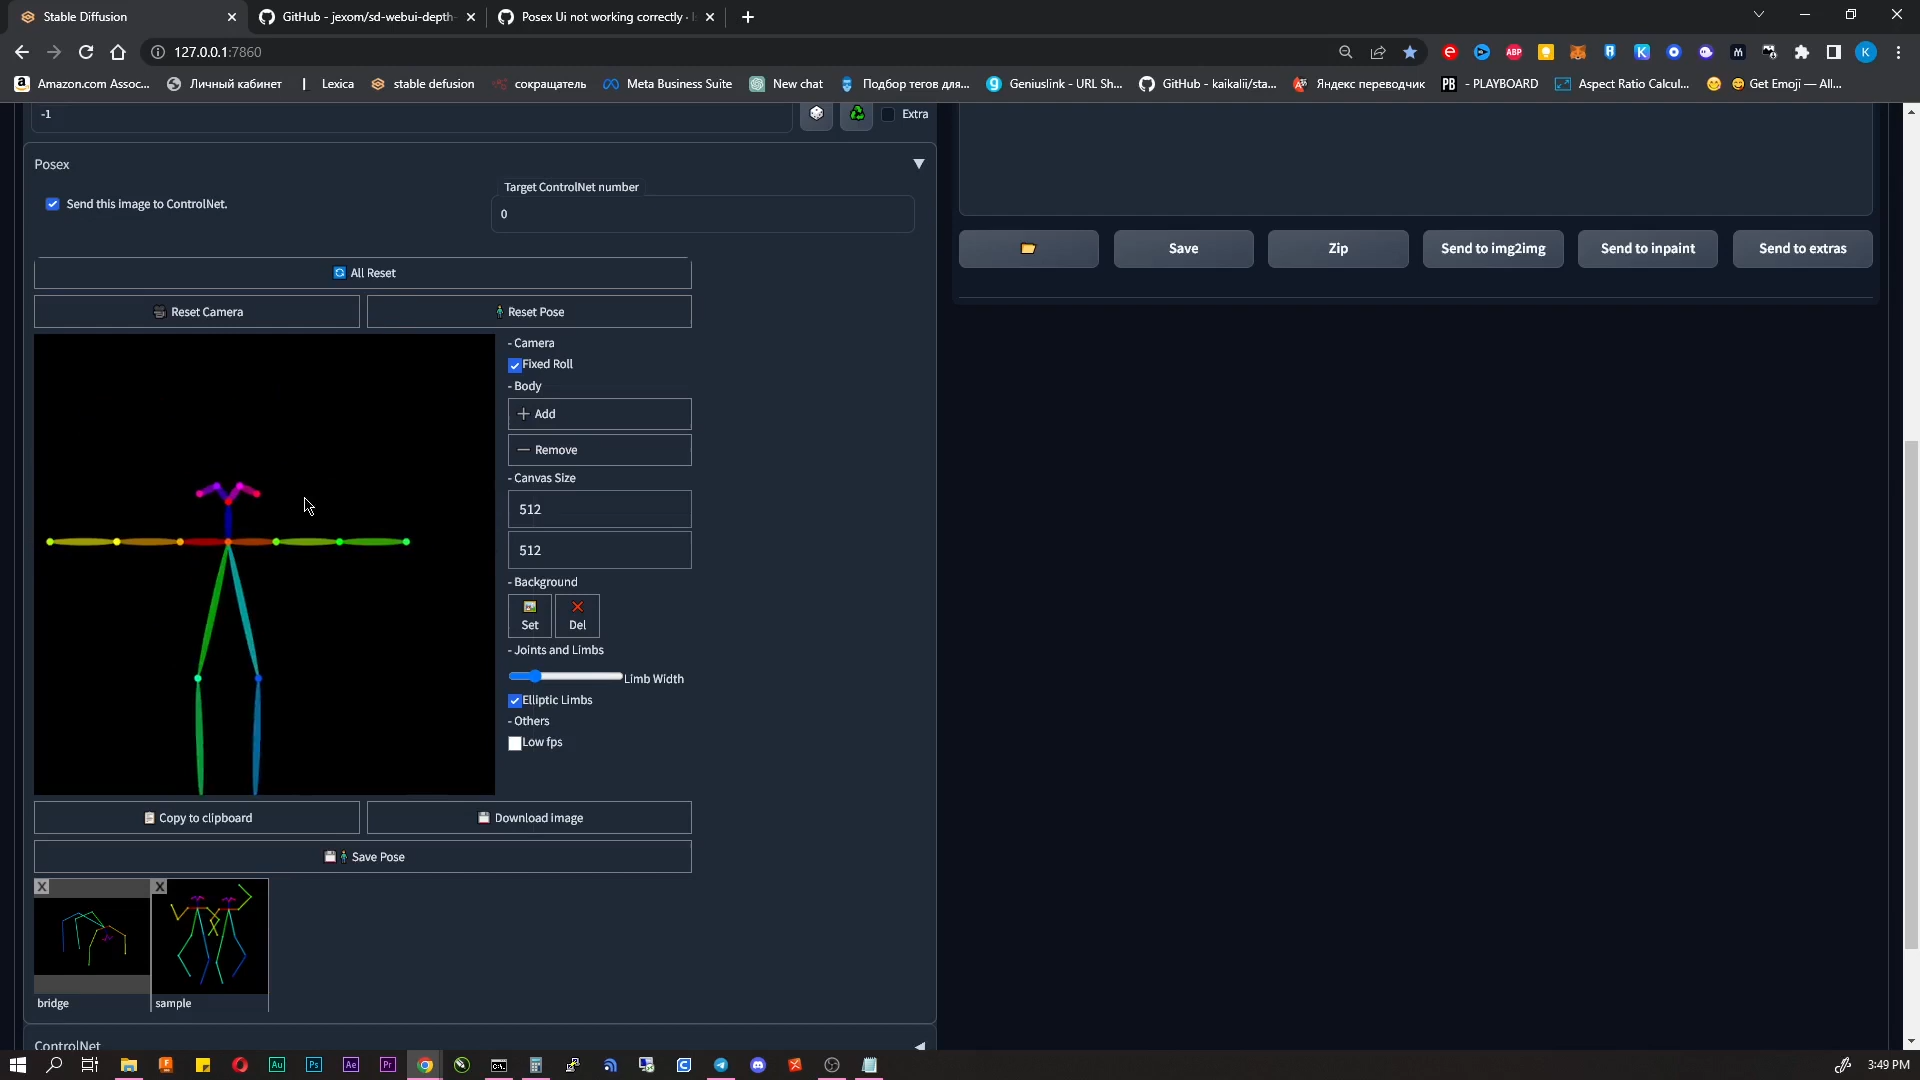 Stable Diffusion
GitHub - jexom/sd-webui-depth-
Posex Ui not working correctly · Is
127.0.0.1:7860
Amazon.com Assoc...
Личный кабинет
Lexica
stable defusion
сокращатель
Meta Business Suite
New chat
Подбор тегов для...
Geniuslink - URL Sh...
GitHub - kaikalii/sta...
Яндекс переводчик
PB - PLAYBOARD
Aspect Ratio Calcul...
Get Emoji — All...
-1
Extra
Posex
Target ControlNet number
Send this image to ControlNet.
0
Save
Zip
Send to img2img
Send to inpaint
Send to extras
All Reset
Reset Camera
Reset Pose
- Camera
Fixed Roll
- Body
Add
Remove
- Canvas Size
512
512
- Background
Set
Del
- Joints and Limbs
Limb Width
Elliptic Limbs
- Others
Low fps
Copy to clipboard
Download image
Save Pose
X
X
bridge
sample
ControlNet
Au
Ps
Ae
Pr
3:49 PM